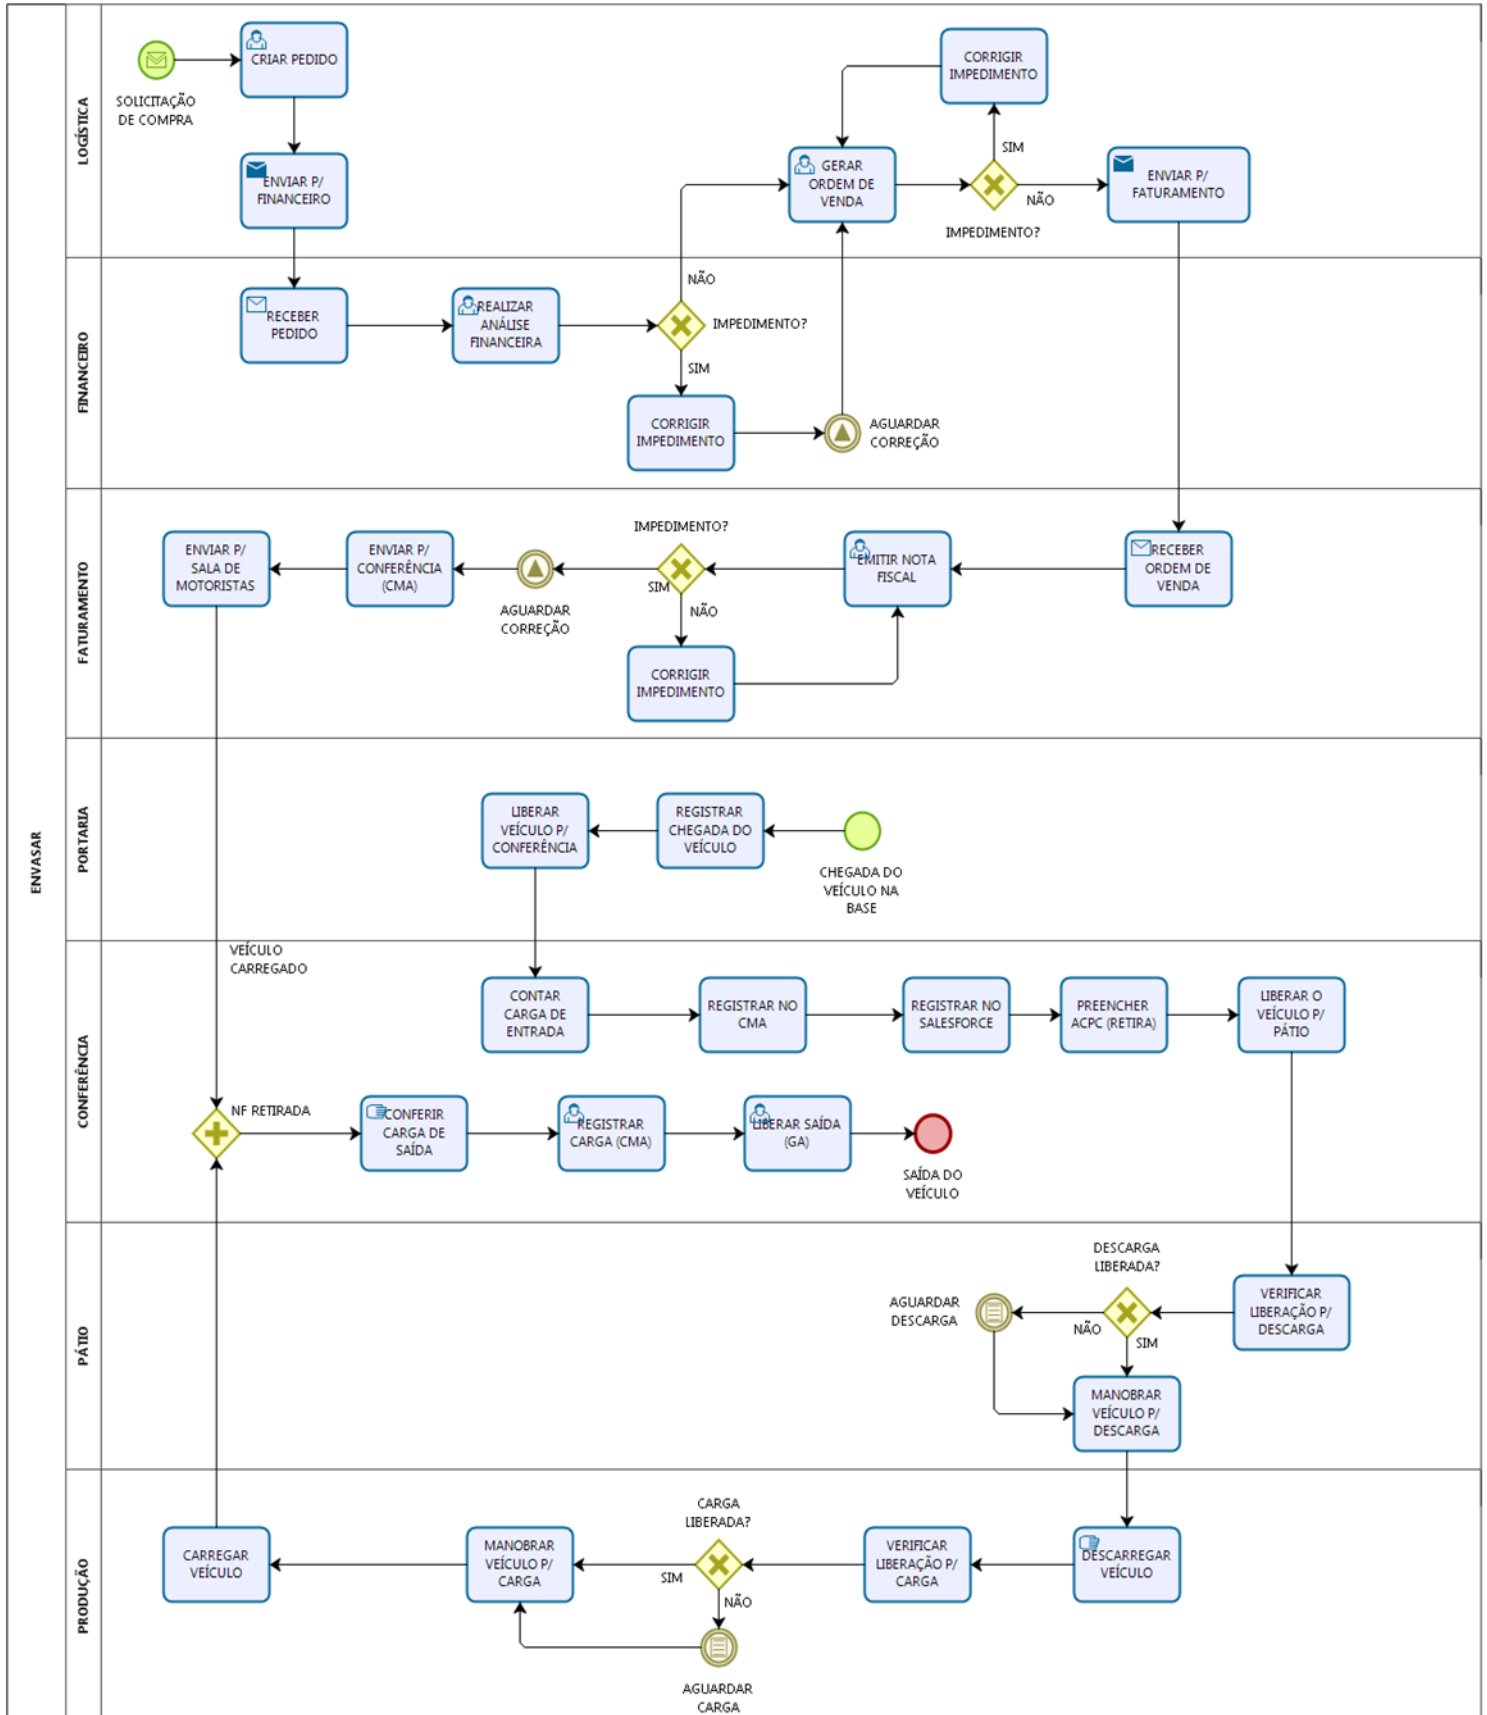 ENVASAR
LOGÍSTICA
SOLICITAÇÃO
DE COMPRA
CRIAR PEDIDO
ENVIAR P/
FINANCEIRO
GERAR
ORDEM DE
VENDA
CORRIGIR
IMPEDIMENTO
SIM
NÃO
IMPEDIMENTO?
ENVIAR P/
FATURAMENTO
FINANCEIRO
RECEBER
PEDIDO
REALIZAR
ANÁLISE
FINANCEIRA
NÃO
IMPEDIMENTO?
SIM
CORRIGIR
IMPEDIMENTO
AGUARDAR
CORREÇÃO
FATURAMENTO
ENVIAR P/
SALA DE
MOTORISTAS
ENVIAR P/
CONFERÊNCIA
(CMA)
AGUARDAR
CORREÇÃO
IMPEDIMENTO?
SIM
NÃO
CORRIGIR
IMPEDIMENTO
EMITIR NOTA
FISCAL
RECEBER
ORDEM DE
VENDA
PORTARIA
LIBERAR
VEÍCULO P/
CONFERÊNCIA
REGISTRAR
CHEGADA DO
VEÍCULO
CHEGADA DO
VEÍCULO NA
BASE
CONFERÊNCIA
VEÍCULO
CARREGADO
CONTAR
CARGA DE
ENTRADA
REGISTRAR NO
CMA
REGISTRAR NO
SALESFORCE
PREENCHER
ACPC (RETIRA)
LIBERAR O
VEÍCULO P/
PÁTIO
NF RETIRADA
CONFERIR
CARGA DE
SAÍDA
REGISTRAR
CARGA (CMA)
LIBERAR SAÍDA
(GA)
SAÍDA DO
VEÍCULO
PÁTIO
AGUARDAR
DESCARGA
DESCARGA
LIBERADA?
NÃO
SIM
VERIFICAR
LIBERAÇÃO P/
DESCARGA
MANOBRAR
VEÍCULO P/
DESCARGA
PRODUÇÃO
CARREGAR
VEÍCULO
MANOBRAR
VEÍCULO P/
CARGA
CARGA
LIBERADA?
SIM
NÃO
AGUARDAR
CARGA
VERIFICAR
LIBERAÇÃO P/
CARGA
DESCARREGAR
VEÍCULO